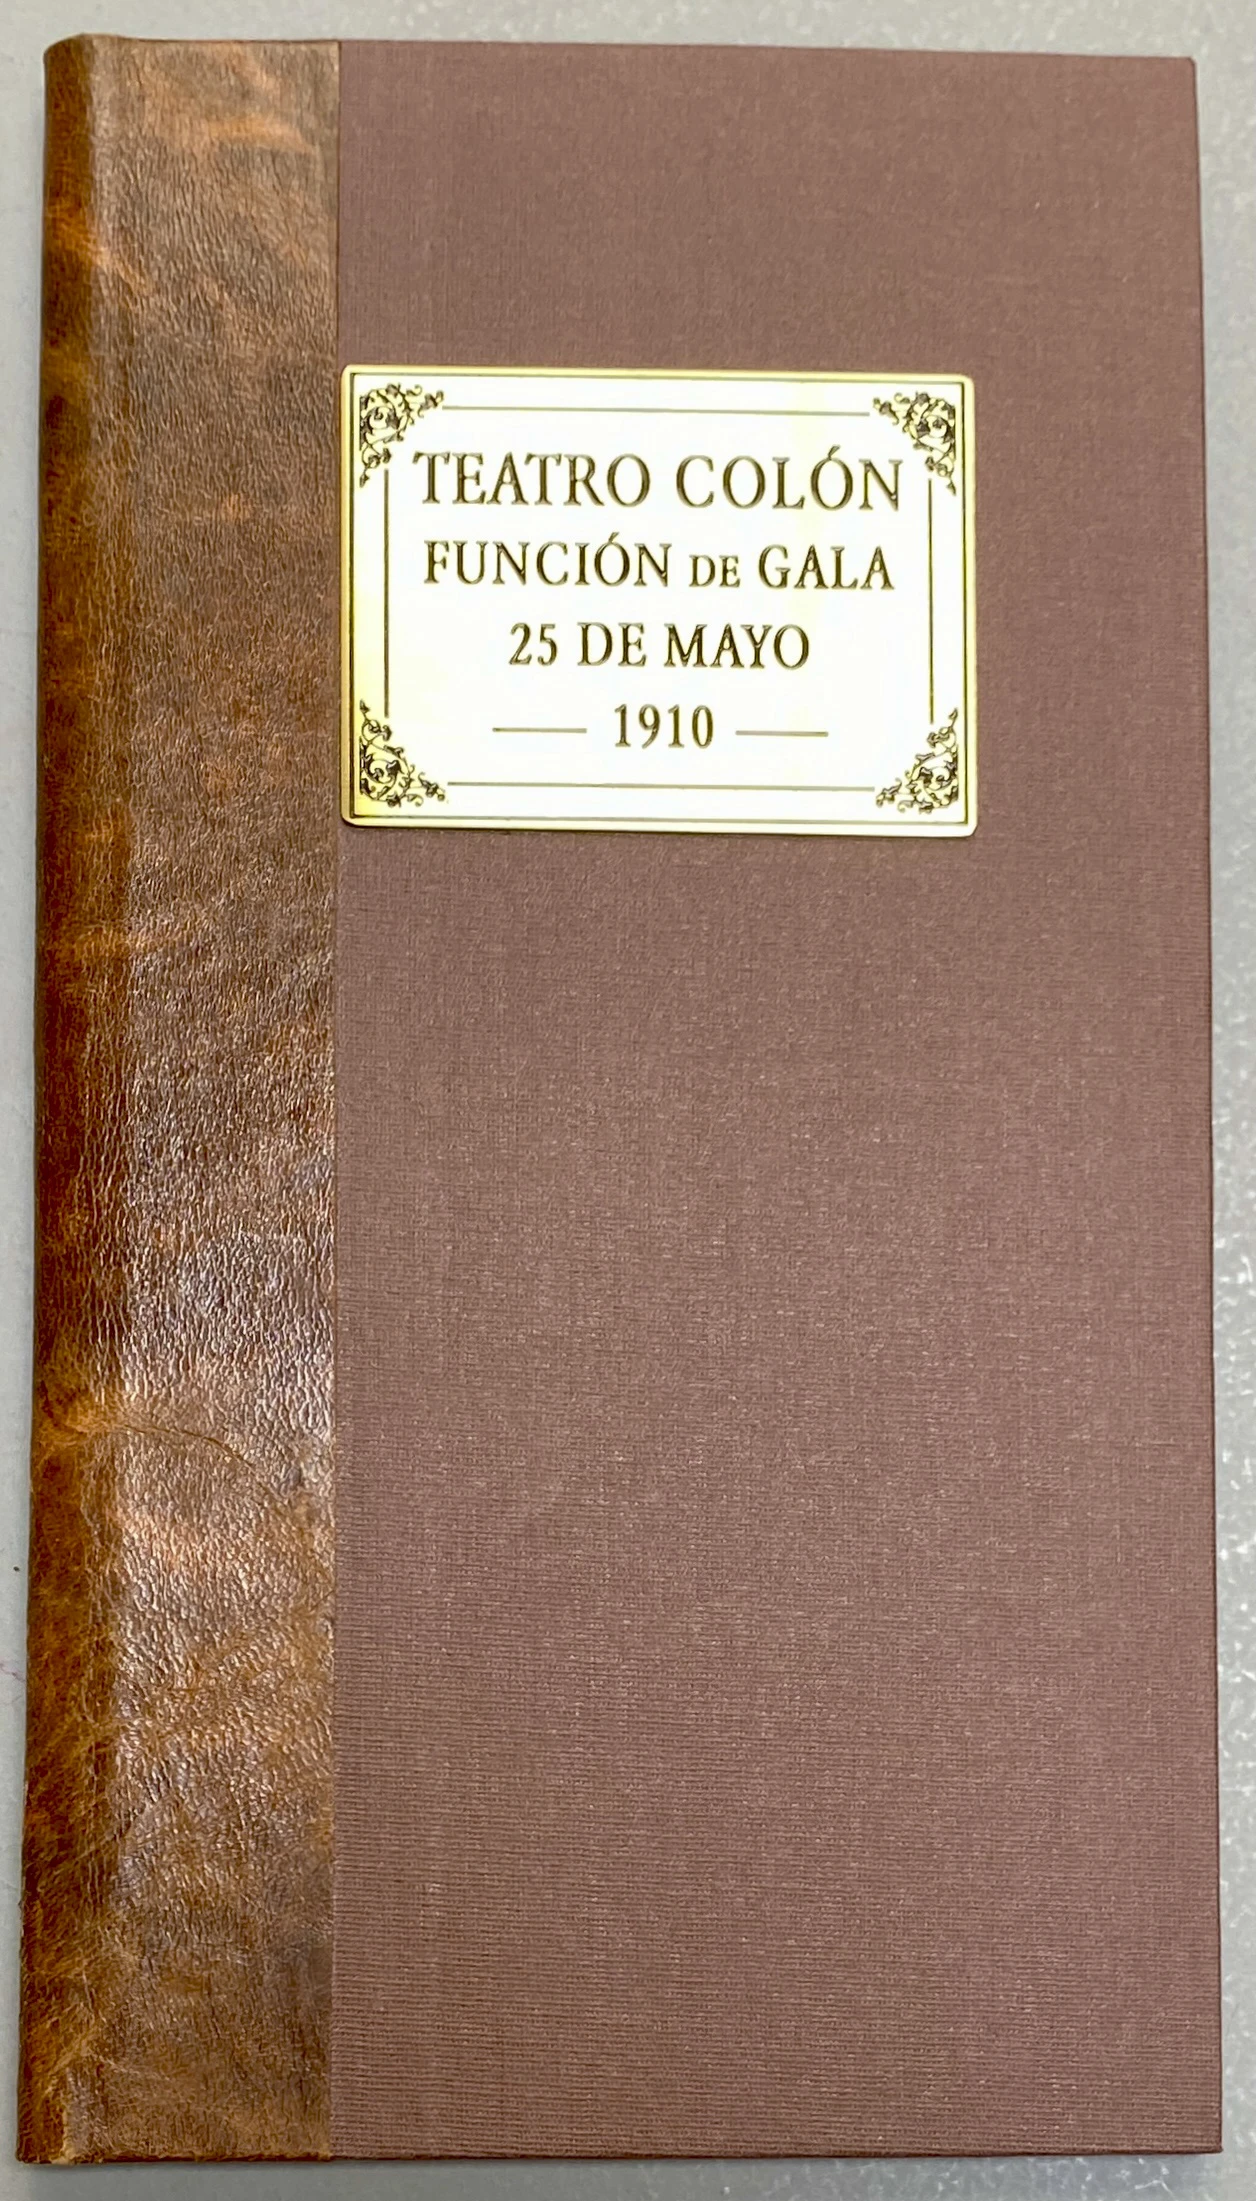 TEATRO COLÓN
FUNCIÓN DE GALA
25 DE MAYO
1910